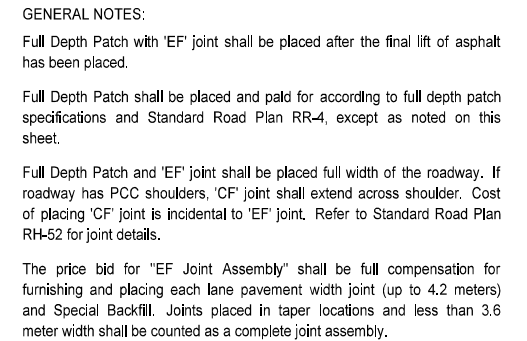 GENERAL NOTES:
Full Depth Patch with 'EF' joint shall be placed after the final lift of asphalt
has been placed.
Full Depth Patch shall be placed and paid for according to full depth patch
specifications and Standard Road Plan RR-4, except as noted on this
sheet.
Full Depth Patch and 'EF' joint shall be placed full width of the roadway. If
roadway has PCC shoulders, 'CF' joint shall extend across shoulder. Cost
of placing 'CF' joint is incidental to 'EF' joint. Refer to Standard Road Plan
RH-52 for joint details.
The price bid for "EF Joint Assembly" shall be full compensation for
furnishing and placing each lane pavement width joint (up to 4.2 meters)
and Special Backfill. Joints placed in taper locations and less than 3.6
meter width shall be counted as a complete joint assembly.